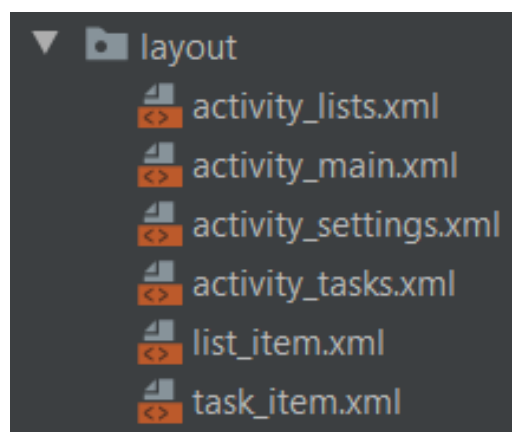 layout
activity_lists.xml
activity_main.xml
activity_settings.xml
activity_tasks.xml
list_item.xml
task_item.xml